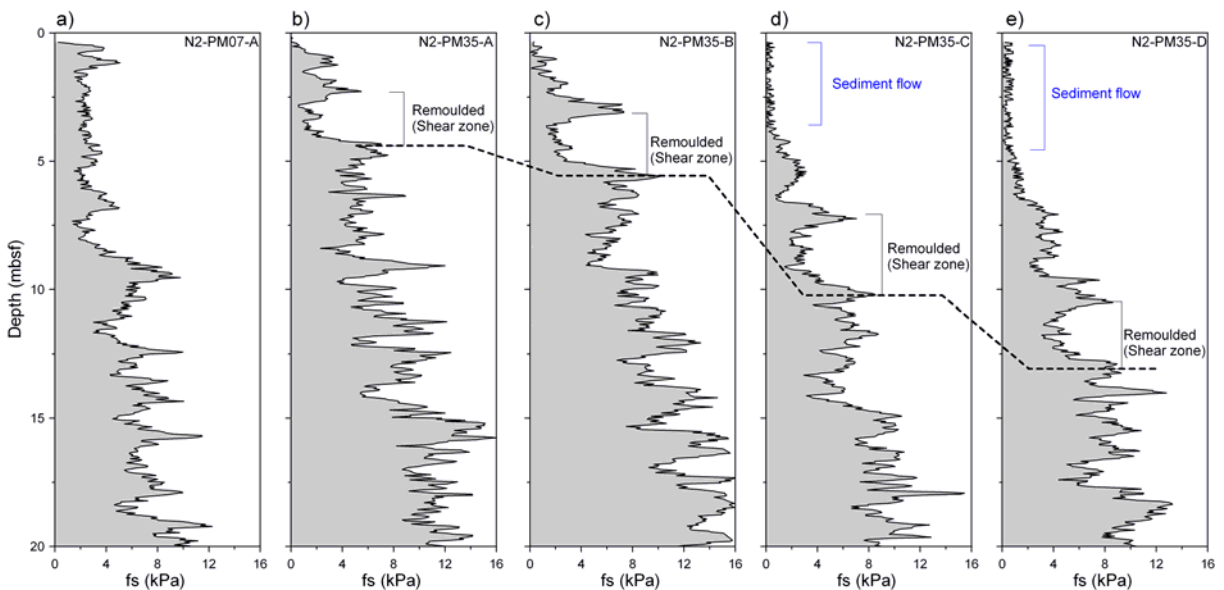 a)
b)
c)
d)
e)
N2-PM07-A
N2-PM35-A
N2-PM35-B
N2-PM35-C
N2-PM35-D
Depth (mbsf)
0
5
10
15
20
Remoulded
(Shear zone)
Remoulded
(Shear zone)
Sediment flow
Remoulded
(Shear zone)
Sediment flow
Remoulded
(Shear zone)
0 4 8 12 16
0 4 8 12 16
0 4 8 12 16
0 4 8 12 16
0 4 8 12 16
fs (kPa)
fs (kPa)
fs (kPa)
fs (kPa)
fs (kPa)